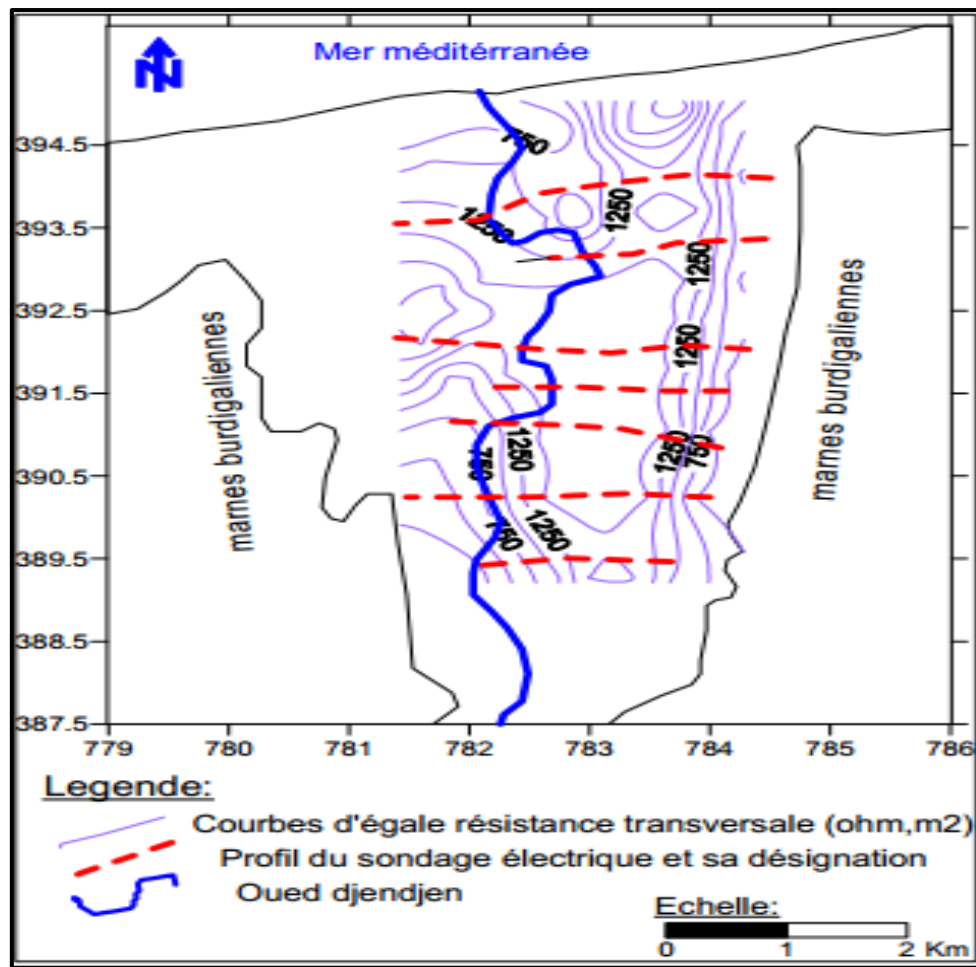 Mer méditérranée
N
750
394.5
1250
1250
393.5
1250
392.5
1250
marnes burdigaliennes
marnes burdigaliennes
391.5
1250
1250
750
750
390.5
750
1250
389.5
388.5
387.5
779 780 781 782 783 784 785 786
Legende:
Courbes d'égale résistance transversale (ohm,m2)
Profil du sondage électrique et sa désignation
Oued djendjen
Echelle:
0 1 2 Km